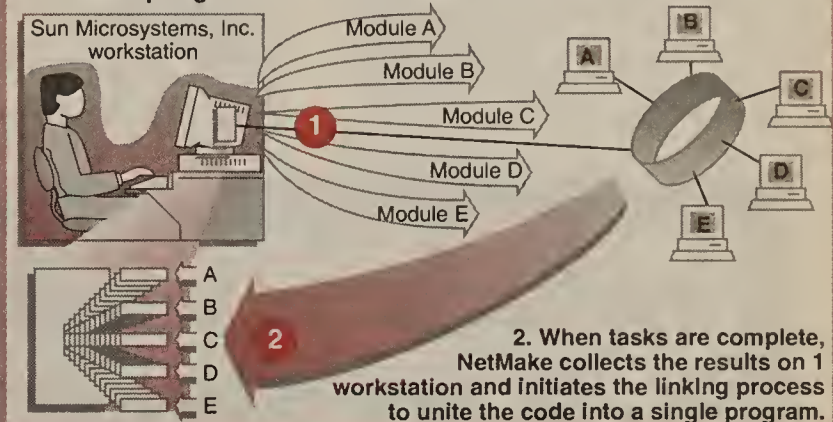 Sun Microsystems, Inc.
workstation
Module A
Module B
Module C
Module D
Module E
1
A
B
C
D
E
A
B
C
D
E
2
2. When tasks are complete,
NetMake collects the results on 1
workstation and initiates the linking process
to unite the code into a single program.